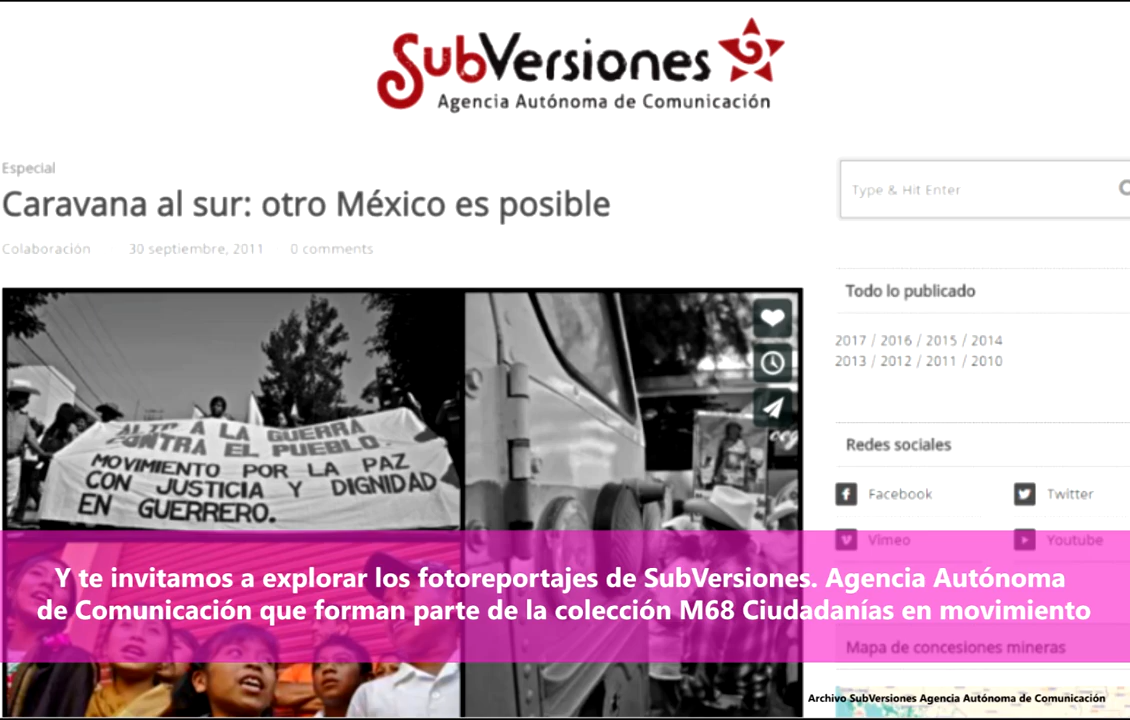 SubVersiones
Agencia Autónoma de Comunicación
Especial
Caravana al sur: otro México es posible
Colaboración 30 septiembre, 2011 0 comments
Type & Hit Enter
Todo lo publicado
2017 / 2016 / 2015 / 2014
2013 / 2012 / 2011 / 2010
ALTO A LA GUERRA
CONTRA EL PUEBLO.
MOVIMIENTO POR LA PAZ
CON JUSTICIA Y DIGNIDAD
EN GUERRERO.
Redes sociales
Facebook Twitter
Vimeo Youtube
Y te invitamos a explorar los fotoreportajes de SubVersiones. Agencia Autónoma
de Comunicación que forman parte de la colección M68 Ciudadanías en movimiento
Mapa de concesiones mineras
Archivo SubVersiones Agencia Autónoma de Comunicación